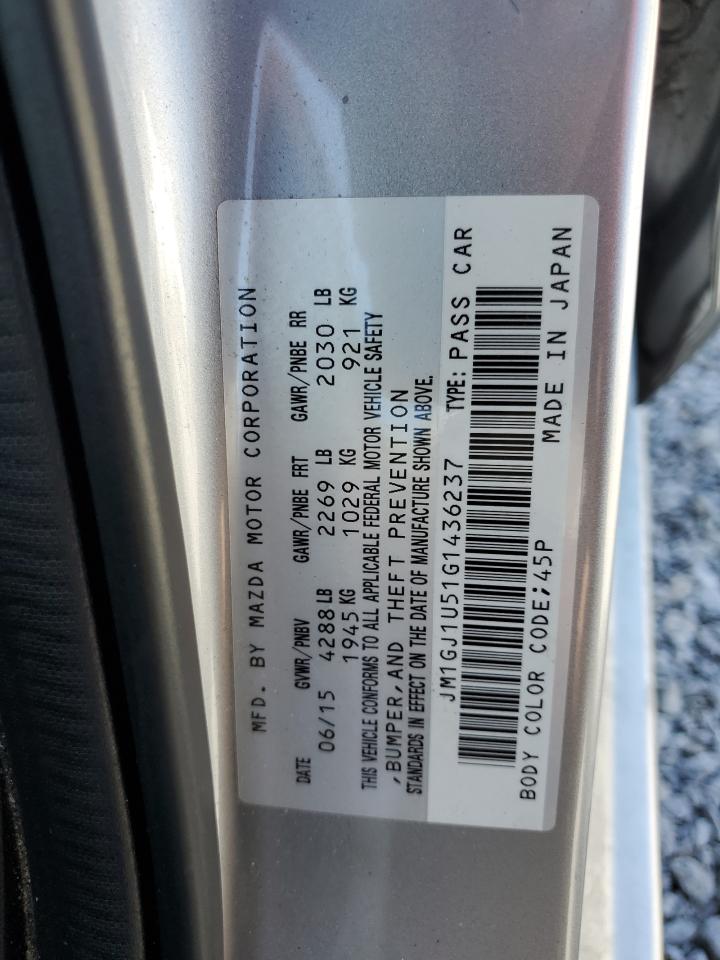 MFD. BY MAZDA MOTOR CORPORATION
DATE GVWR/PNBV GAWR/PNBE FRT GAWR/PNBE RR
06/15 4288 LB 2269 LB 2030 LB
1945 KG 1029 KG 921 KG
THIS VEHICLE CONFORMS TO ALL APPLICABLE FEDERAL MOTOR VEHICLE SAFETY
,BUMPER,AND THEFT PREVENTION
STANDARDS IN EFFECT ON THE DATE OF MANUFACTURE SHOWN ABOVE.
JM1GJ1U51G1436237 TYPE: PASS CAR
BODY COLOR CODE;45P MADE IN JAPAN